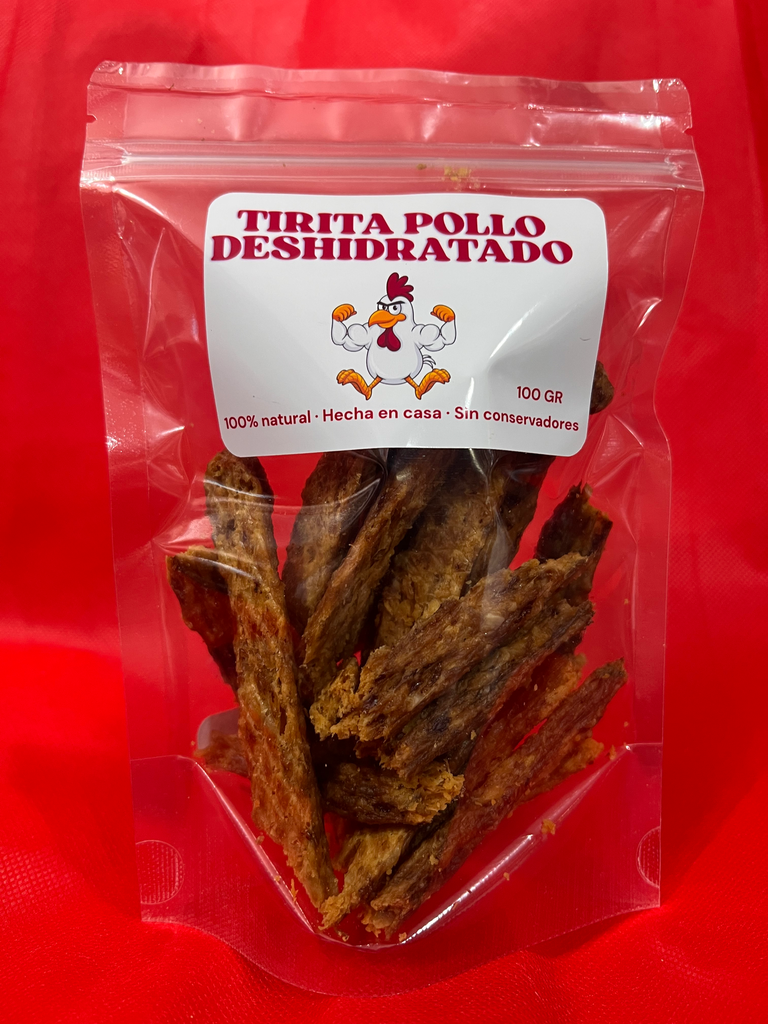 TIRITA POLLO
DESHIDRATADO
100 GR
100% natural · Hecha en casa · Sin conservadores